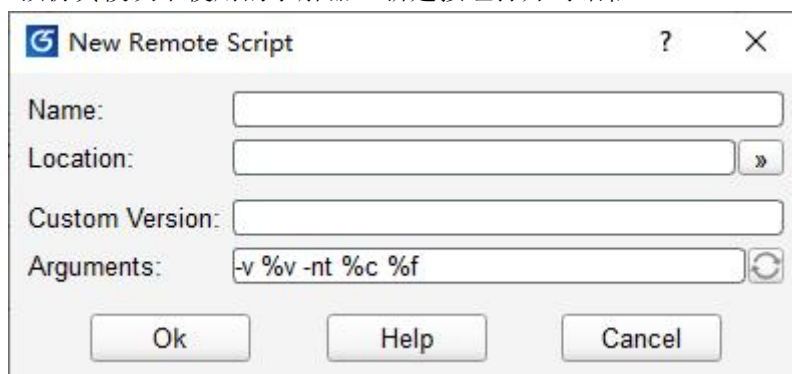 New Remote Script ? ×
Name:
Location: »
Custom Version:
Arguments: -v %v -nt %c %f
Ok Help Cancel